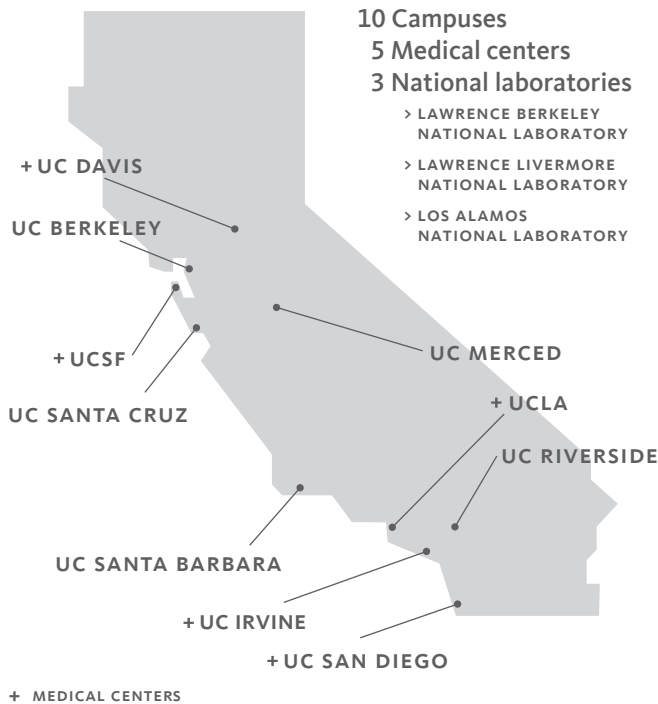 10 Campuses
5 Medical centers
3 National laboratories
> LAWRENCE BERKELEY
NATIONAL LABORATORY
> LAWRENCE LIVERMORE
NATIONAL LABORATORY
> LOS ALAMOS
NATIONAL LABORATORY
+ UC DAVIS
UC BERKELEY
+ UCSF
UC MERCED
UC SANTA CRUZ
+ UCLA
UC RIVERSIDE
UC SANTA BARBARA
+ UC IRVINE
+ UC SAN DIEGO
+ MEDICAL CENTERS